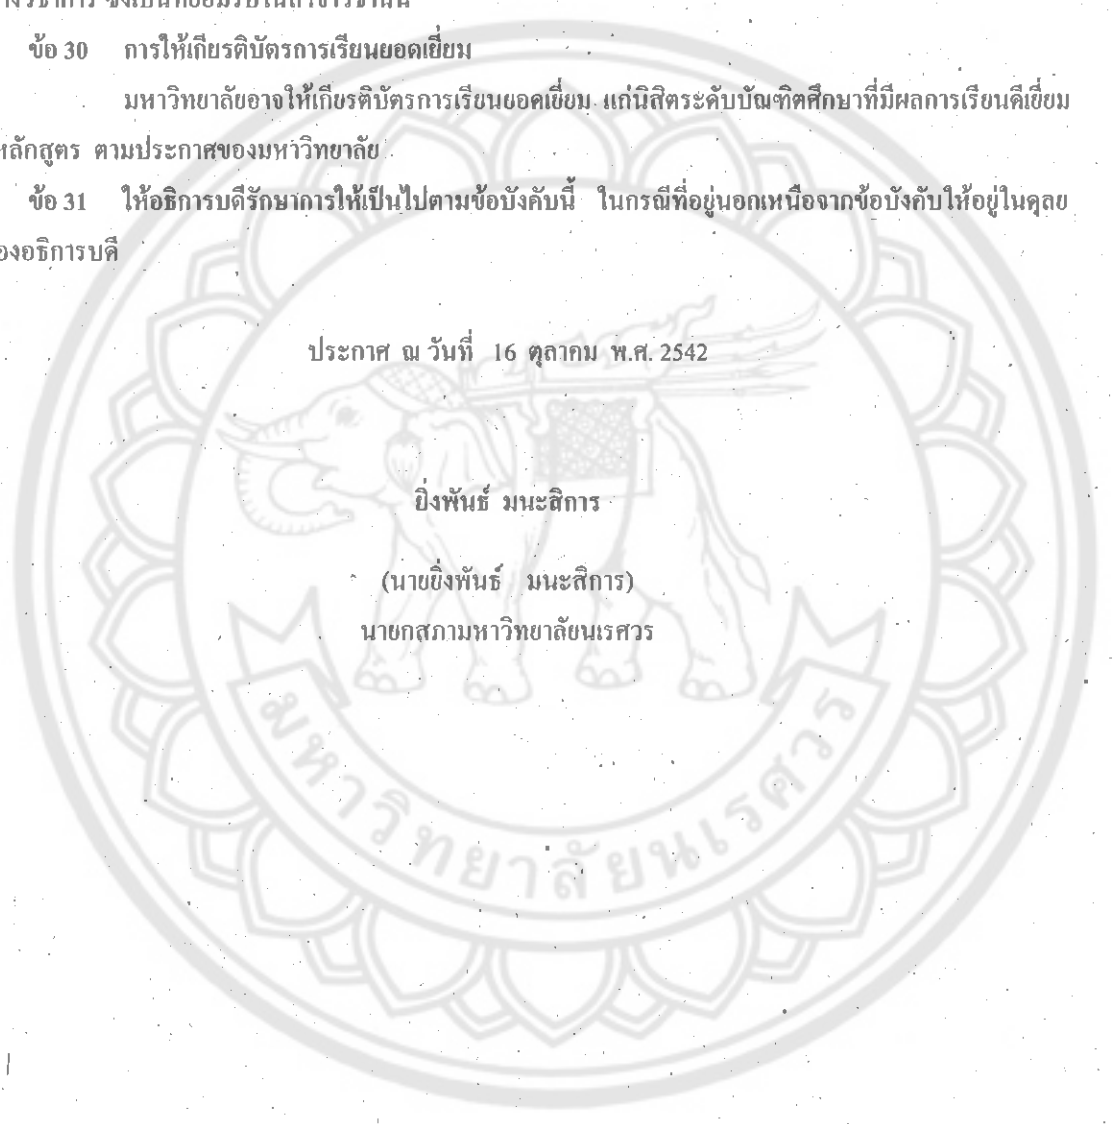 ข้อ 30 การให้เกียรติบัตรการเรียนยอดเยี่ยม
มหาวิทยาลัยอาจให้เกียรติบัตรการเรียนยอดเยี่ยม แก่นิสิตระดับบัณฑิตศึกษาที่มีผลการเรียนดีเยี่ยม
หลักสูตร ตามประกาศของมหาวิทยาลัย
ข้อ 31 ให้อธิการบดีรักษาการให้เป็นไปตามข้อบังคับนี้ ในกรณีที่อยู่นอกเหนือจากข้อบังคับให้อยู่ในดุลย
องอธิการบดี
ประกาศ ณ วันที่ 16 ตุลาคม พ.ศ. 2542
ยิ่งพันธ์ มนะสิการ
(นายยิ่งพันธ์ มนะสิการ)
นายกสภามหาวิทยาลัยนเรศวร
มหาวิทยาลัยนเรศวร